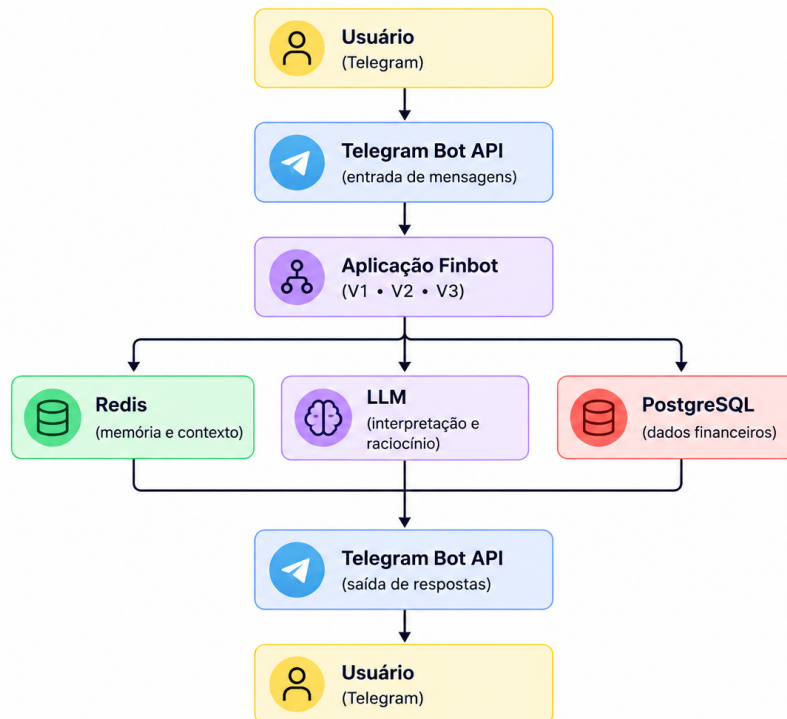 Usuário
(Telegram)
Telegram Bot API
(entrada de mensagens)
Aplicação Finbot
(V1 • V2 • V3)
Redis
(memória e contexto)
LLM
(interpretação e
raciocínio)
PostgreSQL
(dados financeiros)
Telegram Bot API
(saída de respostas)
Usuário
(Telegram)